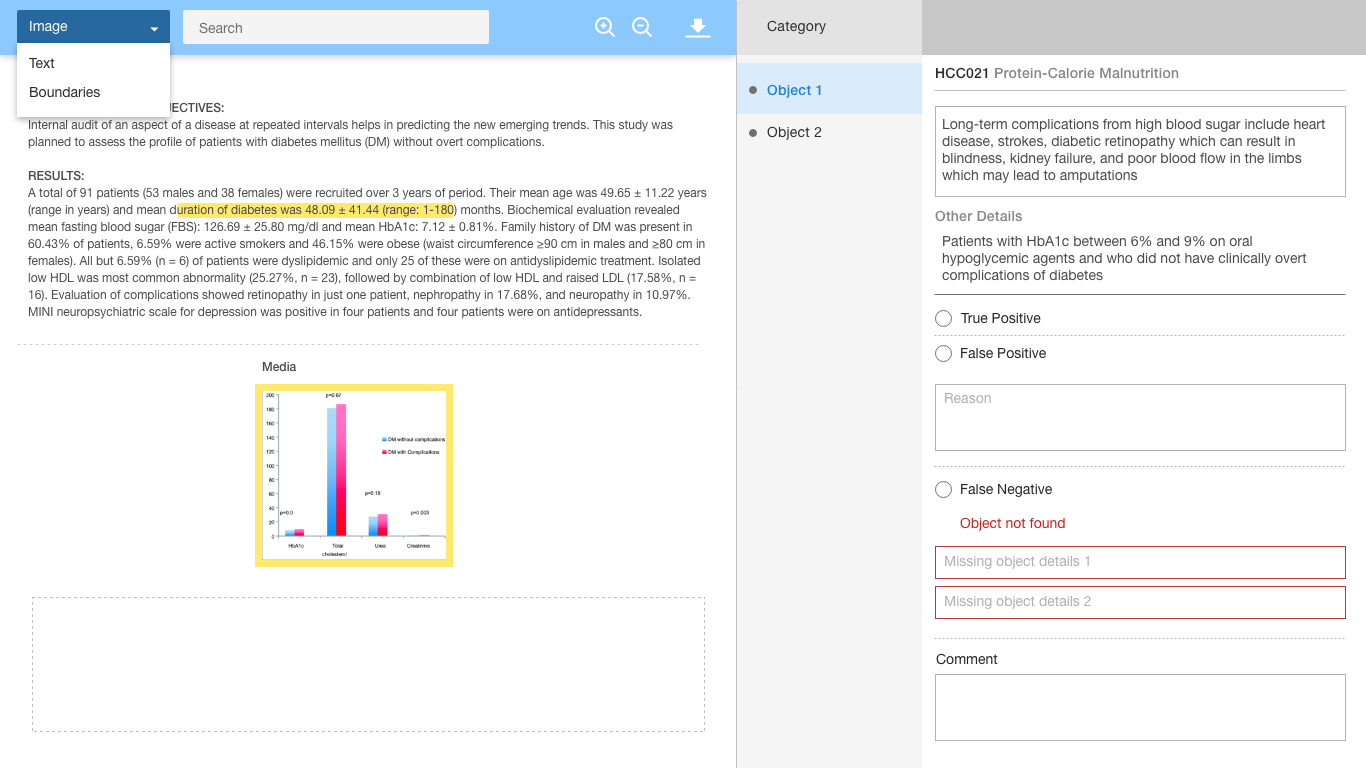 Image
Search
Text
Boundaries
JECTIVES:
Internal audit of an aspect of a disease at repeated intervals helps in predicting the new emerging trends. This study was
planned to assess the profile of patients with diabetes mellitus (DM) without overt complications.
RESULTS:
A total of 91 patients (53 males and 38 females) were recruited over 3 years of period. Their mean age was 49.65 ± 11.22 years
(range in years) and mean duration of diabetes was 48.09 ± 41.44 (range: 1-180) months. Biochemical evaluation revealed
mean fasting blood sugar (FBS): 126.69 ± 25.80 mg/dl and mean HbA1c: 7.12 ± 0.81%. Family history of DM was present in
60.43% of patients, 6.59% were active smokers and 46.15% were obese (waist circumference ≥90 cm in males and ≥80 cm in
females). All but 6.59% (n = 6) of patients were dyslipidemic and only 25 of these were on antidyslipidemic treatment. Isolated
low HDL was most common abnormality (25.27%, n = 23), followed by combination of low HDL and raised LDL (17.58%, n =
16). Evaluation of complications showed retinopathy in just one patient, nephropathy in 17.68%, and neuropathy in 10.97%.
MINI neuropsychiatric scale for depression was positive in four patients and four patients were on antidepressants.
Media
200
180
160
140
120
100
80
60
40
20
0
p=0.67
DM without complications
DM with Complications
p=0.19
p=0.0
p=0.003
HbA1c
Total
cholesterol
Urea
Creatinine
Category
Object 1
Object 2
HCC021 Protein-Calorie Malnutrition
Long-term complications from high blood sugar include heart
disease, strokes, diabetic retinopathy which can result in
blindness, kidney failure, and poor blood flow in the limbs
which may lead to amputations
Other Details
Patients with HbA1c between 6% and 9% on oral
hypoglycemic agents and who did not have clinically overt
complications of diabetes
True Positive
False Positive
Reason
False Negative
Object not found
Missing object details 1
Missing object details 2
Comment